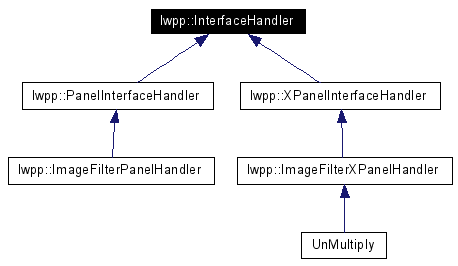 lwpp::InterfaceHandler
lwpp::PanelInterfaceHandler
lwpp::XPanelInterfaceHandler
lwpp::ImageFilterPanelHandler
lwpp::ImageFilterXPanelHandler
UnMultiply